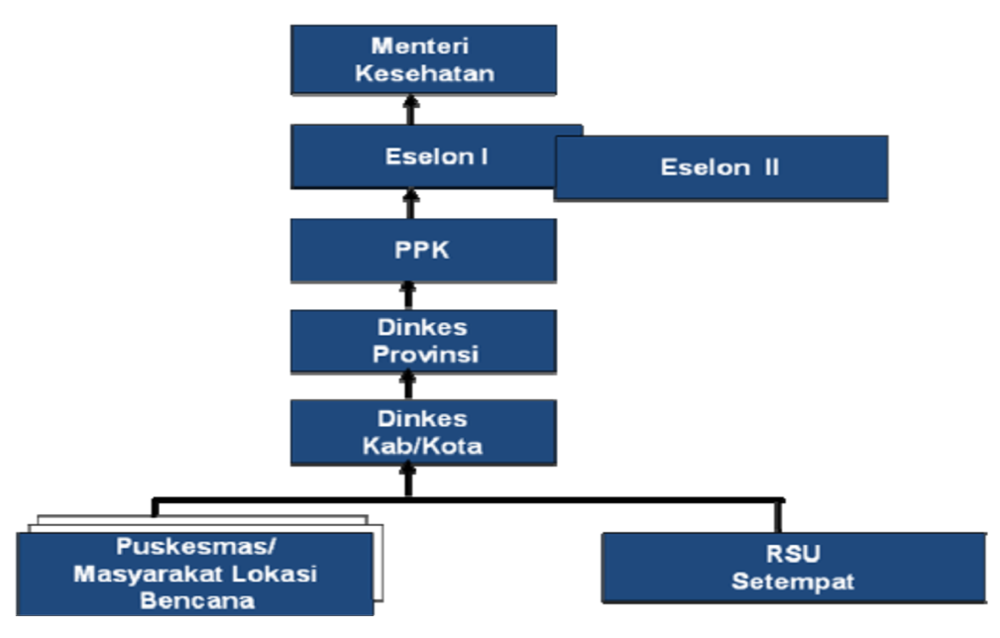 Menteri
Kesehatan
Eselon I
Eselon II
PPK
Dinkes
Provinsi
Dinkes
Kab/Kota
Puskesmas/
Masyarakat Lokasi
Bencana
RSU
Setempat